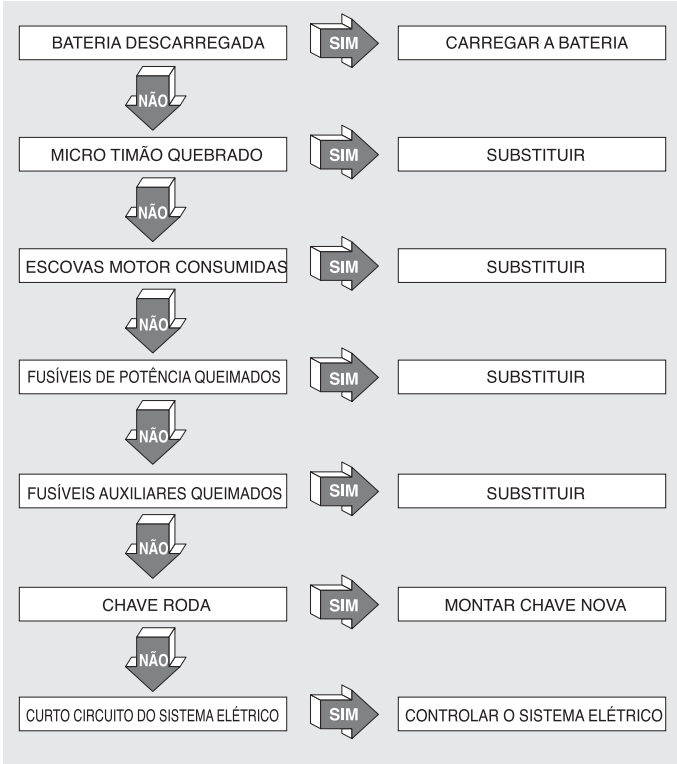 BATERIA DESCARREGADA
SIM
CARREGAR A BATERIA
NÃO
MICRO TIMÃO QUEBRADO
SIM
SUBSTITUIR
NÃO
ESCOVAS MOTOR CONSUMIDAS
SIM
SUBSTITUIR
NÃO
FUSÍVEIS DE POTÊNCIA QUEIMADOS
SIM
SUBSTITUIR
NÃO
FUSÍVEIS AUXILIARES QUEIMADOS
SIM
SUBSTITUIR
NÃO
CHAVE RODA
SIM
MONTAR CHAVE NOVA
NÃO
CURTO CIRCUITO DO SISTEMA ELÉTRICO
SIM
CONTROLAR O SISTEMA ELÉTRICO